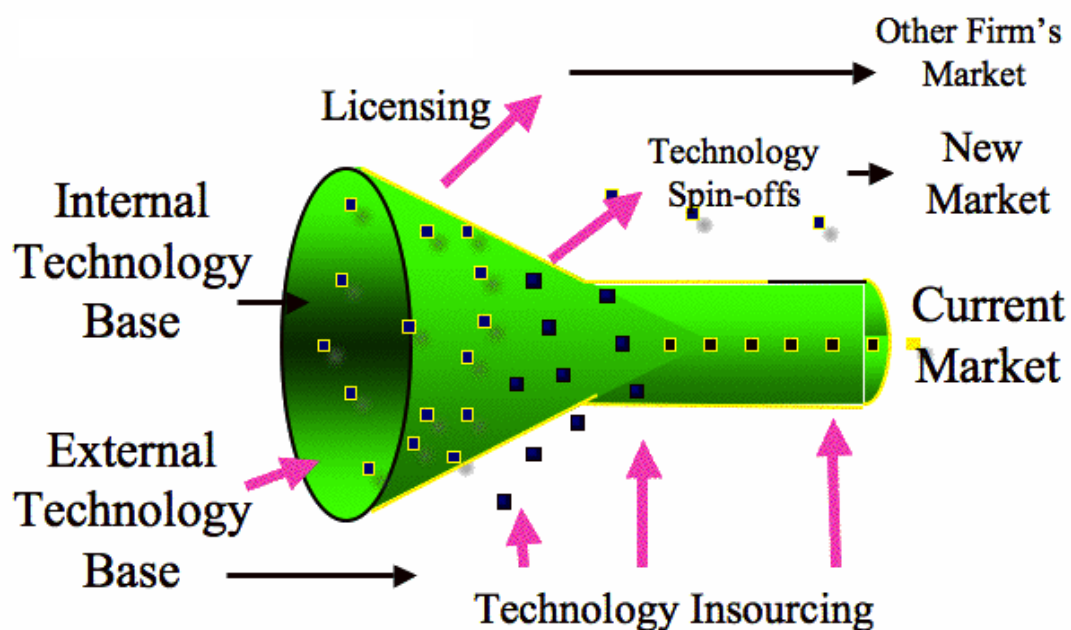 Other Firm's
Market
Licensing
Technology
Spin-offs
New
Market
Internal
Technology
Base
Current
Market
External
Technology
Base
Technology Insourcing